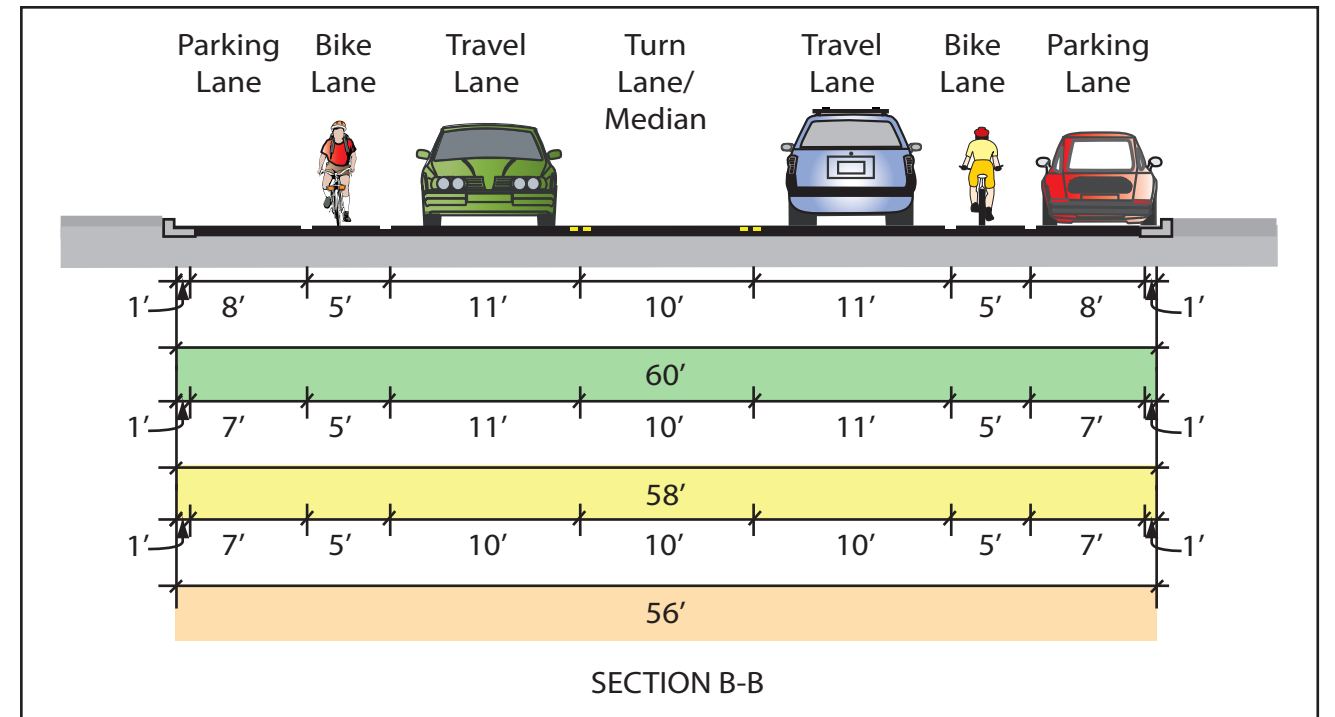 Parking Lane
Bike Lane
Travel Lane
Turn Lane/ Median
Travel Lane
Bike Lane
Parking Lane
1′ 8′ 5′ 11′ 10′ 11′ 5′ 8′ 1′
60′
1′ 7′ 5′ 11′ 10′ 11′ 5′ 7′ 1′
58′
1′ 7′ 5′ 10′ 10′ 10′ 5′ 7′ 1′
56′
SECTION B-B